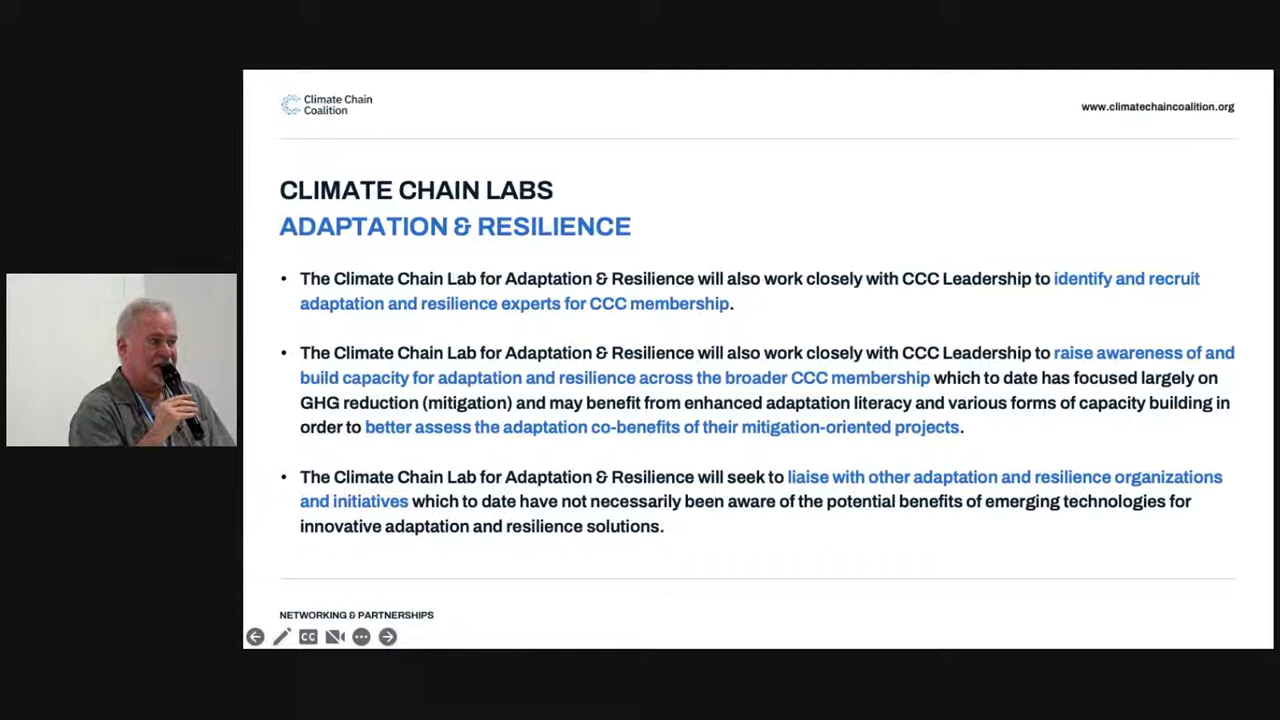 Climate Chain
Coalition
www.climatechaincoalition.org
CLIMATE CHAIN LABS
ADAPTATION & RESILIENCE
• The Climate Chain Lab for Adaptation & Resilience will also work closely with CCC Leadership to identify and recruit
adaptation and resilience experts for CCC membership.
• The Climate Chain Lab for Adaptation & Resilience will also work closely with CCC Leadership to raise awareness of and
build capacity for adaptation and resilience across the broader CCC membership which to date has focused largely on
GHG reduction (mitigation) and may benefit from enhanced adaptation literacy and various forms of capacity building in
order to better assess the adaptation co-benefits of their mitigation-oriented projects.
• The Climate Chain Lab for Adaptation & Resilience will seek to liaise with other adaptation and resilience organizations
and initiatives which to date have not necessarily been aware of the potential benefits of emerging technologies for
innovative adaptation and resilience solutions.
NETWORKING & PARTNERSHIPS
CC